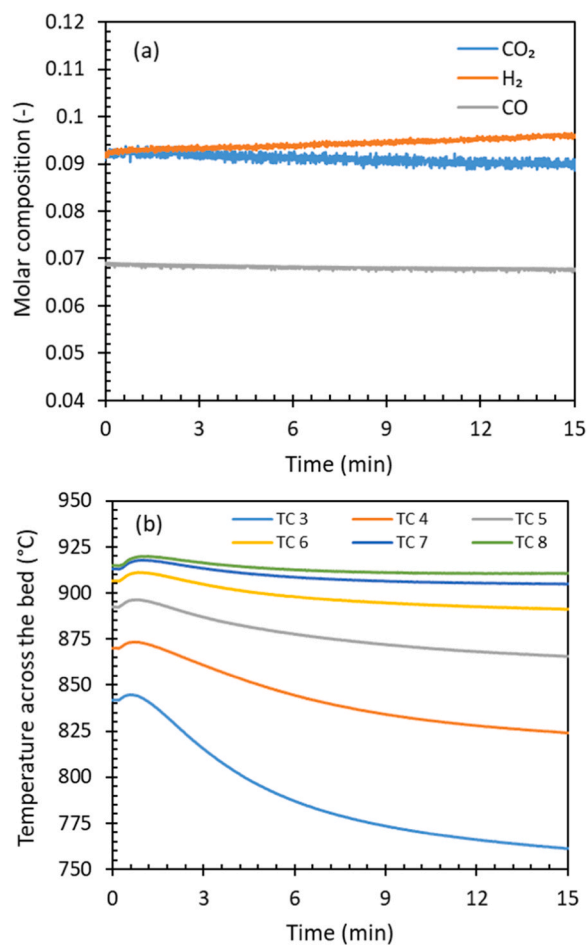 0.12
(a)
CO₂
0.11
H₂
CO
0.1
0.09
0.08
0.07
0.06
0.05
0.04
Molar composition (-)
0 3 6 9 12 15
Time (min)
950
(b)
TC 3 TC 4 TC 5
TC 6 TC 7 TC 8
925
900
875
850
825
800
775
750
Temperature across the bed (°C)
0 3 6 9 12 15
Time (min)